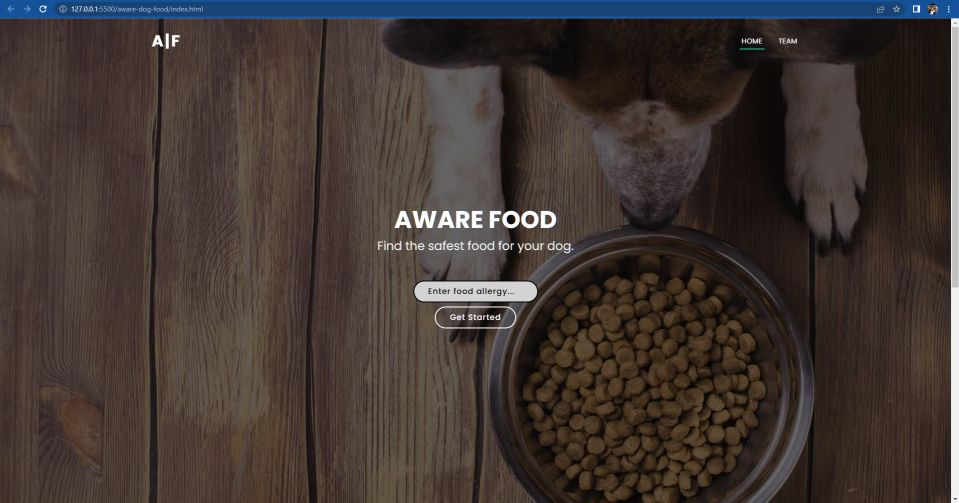 127.0.0.1:5500/aware-dog-food/index.html
A|F
HOME TEAM
AWARE FOOD
Find the safest food for your dog.
Enter food allergy...
Get Started